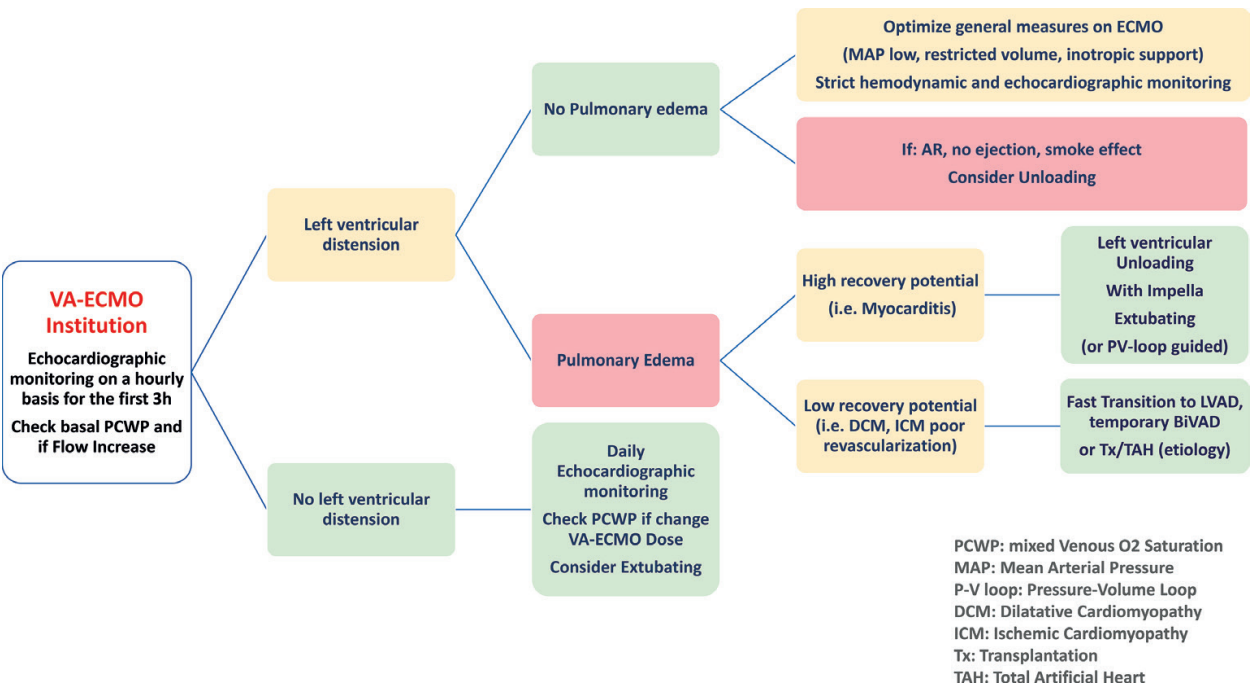 VA-ECMO
Institution
Echocardiographic
monitoring on a hourly
basis for the first 3h
Check basal PCWP and
if Flow Increase
Left ventricular
distension
No left ventricular
distension
No Pulmonary edema
Pulmonary Edema
Daily
Echocardiographic
monitoring
Check PCWP if change
VA-ECMO Dose
Consider Extubating
Optimize general measures on ECMO
(MAP low, restricted volume, inotropic support)
Strict hemodynamic and echocardiographic monitoring
If: AR, no ejection, smoke effect
Consider Unloading
High recovery potential
(i.e. Myocarditis)
Low recovery potential
(i.e. DCM, ICM poor
revascularization)
Left ventricular
Unloading
With Impella
Extubating
(or PV-loop guided)
Fast Transition to LVAD,
temporary BiVAD
or Tx/TAH (etiology)
PCWP: mixed Venous O2 Saturation
MAP: Mean Arterial Pressure
P-V loop: Pressure-Volume Loop
DCM: Dilatative Cardiomyopathy
ICM: Ischemic Cardiomyopathy
Tx: Transplantation
TAH: Total Artificial Heart